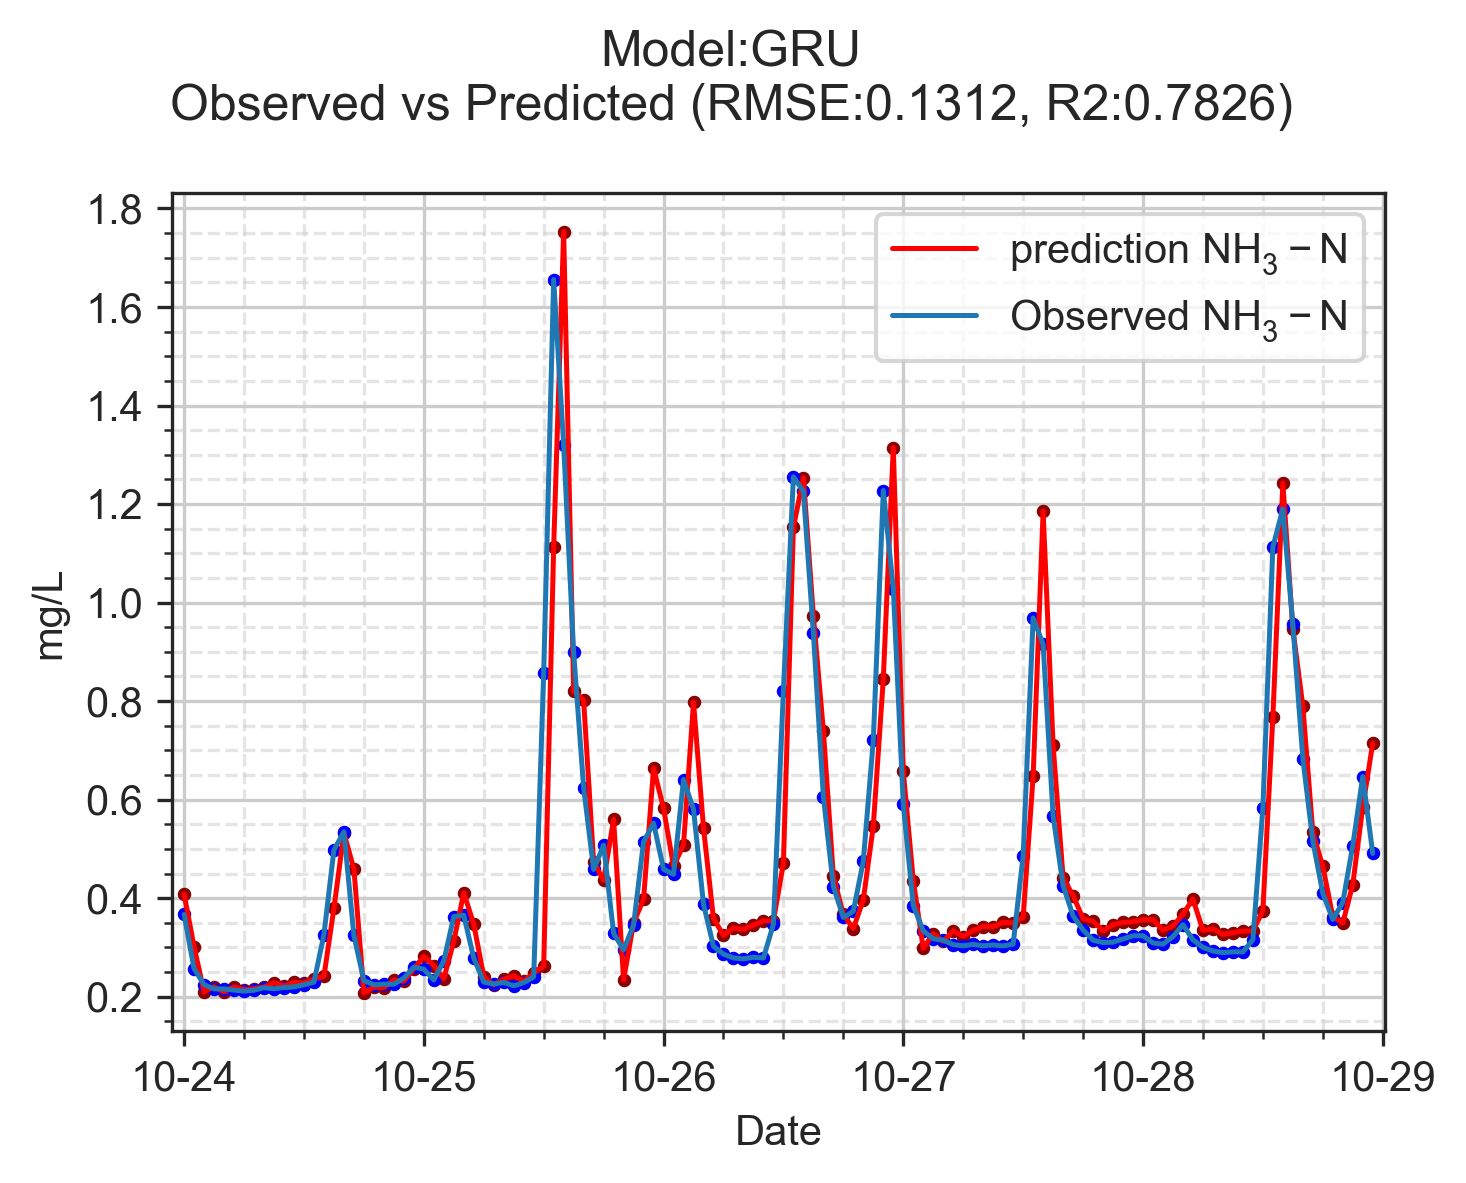 Model:GRU
Observed vs Predicted (RMSE:0.1312, R2:0.7826)
1.8
1.6
1.4
1.2
1.0
0.8
0.6
0.4
0.2
mg/L
prediction NH₃ − N
Observed NH₃ − N
10-24 10-25 10-26 10-27 10-28 10-29
Date